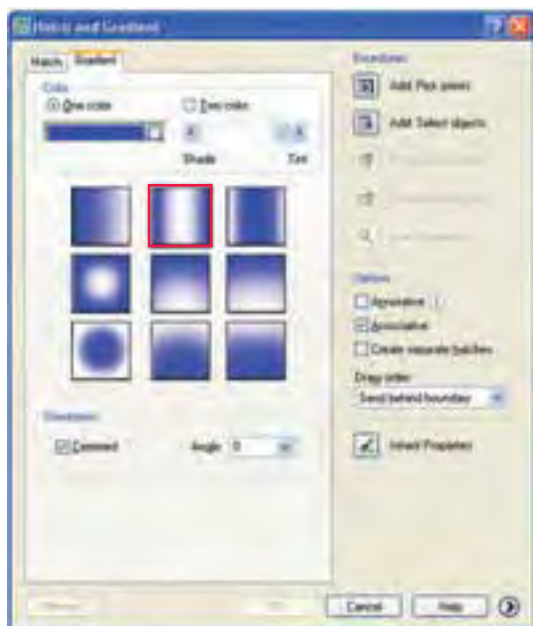 Hatch and Gradient
Hatch Gradient
Color
One color Two color
Shade Tint
Orientation
Centered Angle 0
Boundaries
Add: Pick points
Add: Select objects
Options
Annotative
Associative
Create separate hatches
Draw order:
Send behind boundary
Inherit Properties
Cancel Help